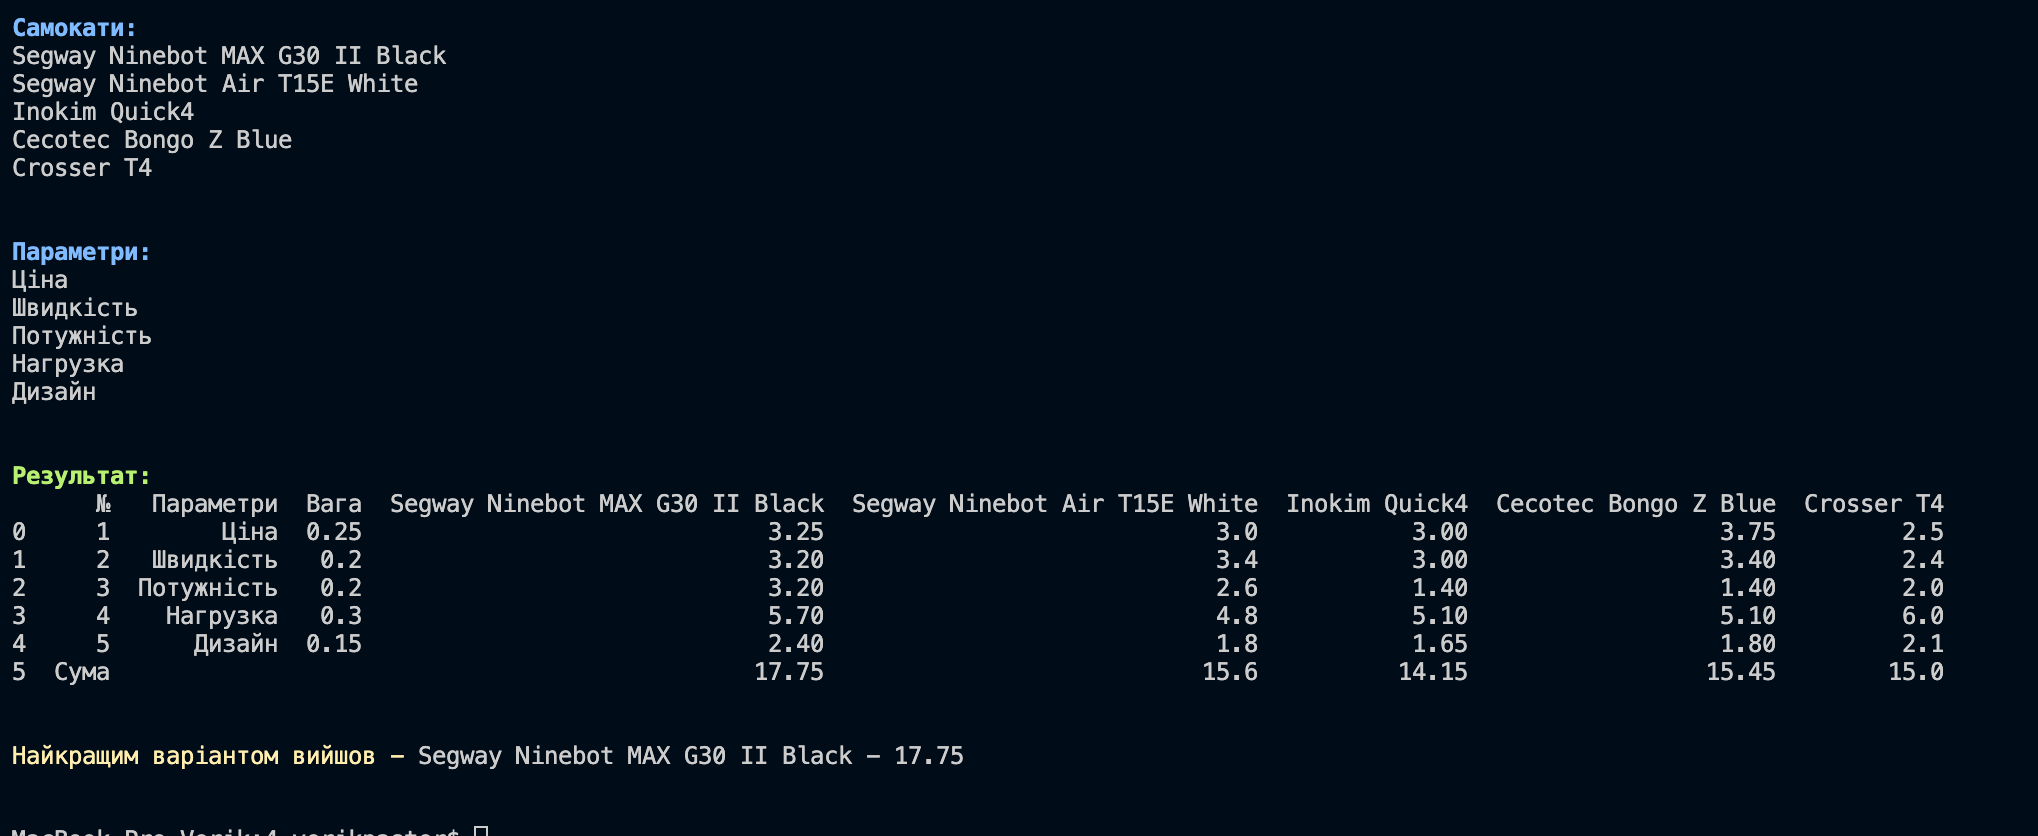 Самокати:
Segway Ninebot MAX G30 II Black
Segway Ninebot Air T15E White
Inokim Quick4
Cecotec Bongo Z Blue
Crosser T4
Параметри:
Ціна
Швидкість
Потужність
Нагрузка
Дизайн
Результат:
№ Параметри Вага Segway Ninebot MAX G30 II Black Segway Ninebot Air T15E White Inokim Quick4 Cecotec Bongo Z Blue Crosser T4
0 1 Ціна 0.25 3.25 3.0 3.00 3.75 2.5
1 2 Швидкість 0.2 3.20 3.4 3.00 3.40 2.4
2 3 Потужність 0.2 3.20 2.6 1.40 1.40 2.0
3 4 Нагрузка 0.3 5.70 4.8 5.10 5.10 6.0
4 5 Дизайн 0.15 2.40 1.8 1.65 1.80 2.1
5 Сума 17.75 15.6 14.15 15.45 15.0
Найкращим варіантом вийшов – Segway Ninebot MAX G30 II Black – 17.75